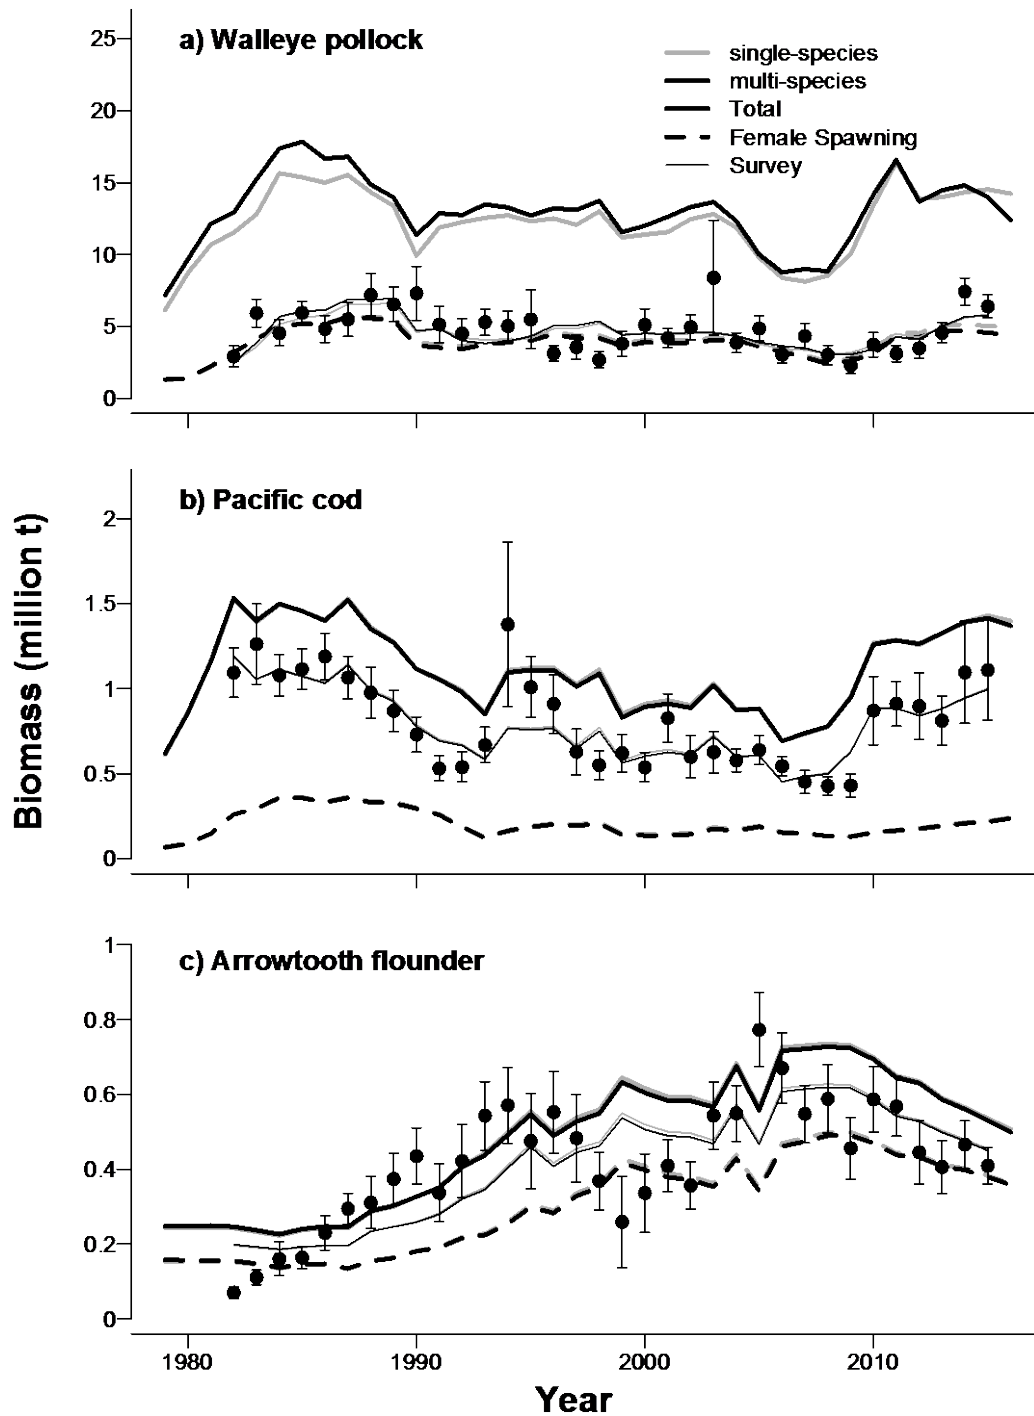 a) Walleye pollock
single-species
multi-species
Total
Female Spawning
Survey
25
20
15
10
5
0
b) Pacific cod
2
1.5
1
0.5
0
Biomass (million t)
c) Arrowtooth flounder
1
0.8
0.6
0.4
0.2
0
1980 1990 2000 2010
Year